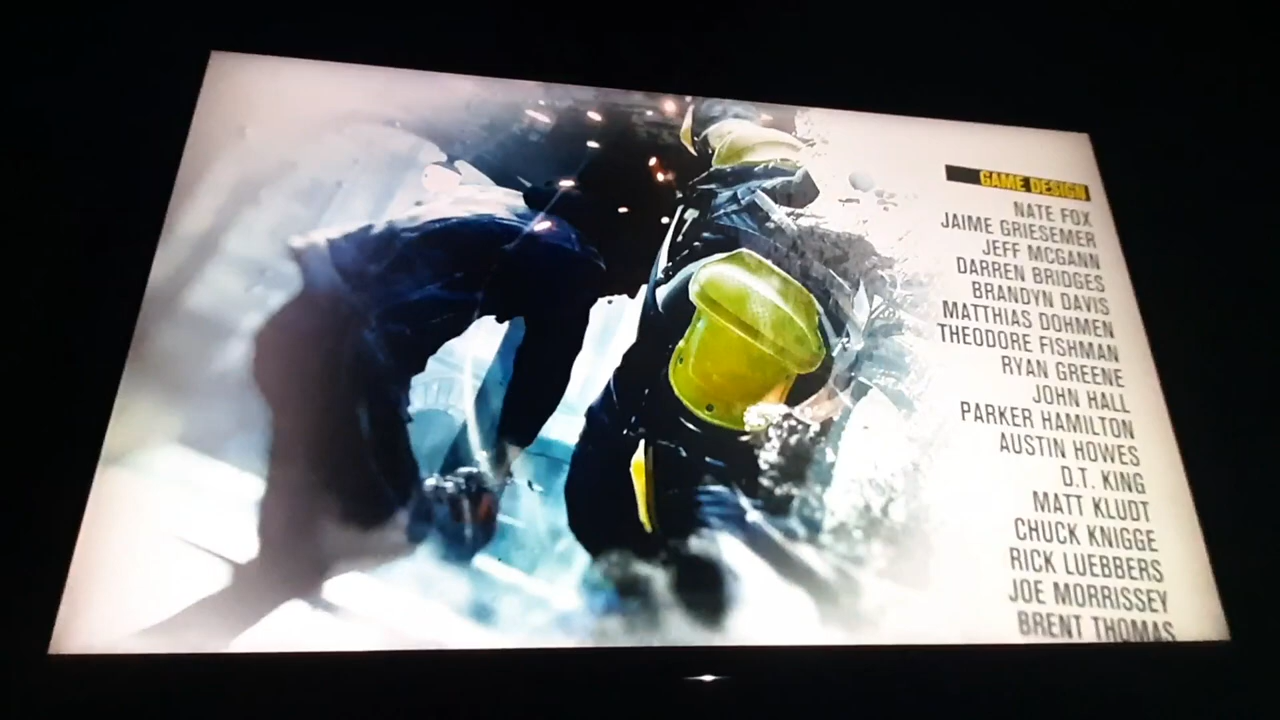 GAME DESIGN
NATE FOX
JAIME GRIESEMER
JEFF MCGANN
DARREN BRIDGES
BRANDYN DAVIS
MATTHIAS DOHMEN
THEODORE FISHMAN
RYAN GREENE
JOHN HALL
PARKER HAMILTON
AUSTIN HOWES
D.T. KING
MATT KLUDT
CHUCK KNIGGE
RICK LUEBBERS
JOE MORRISSEY
BRENT THOMAS